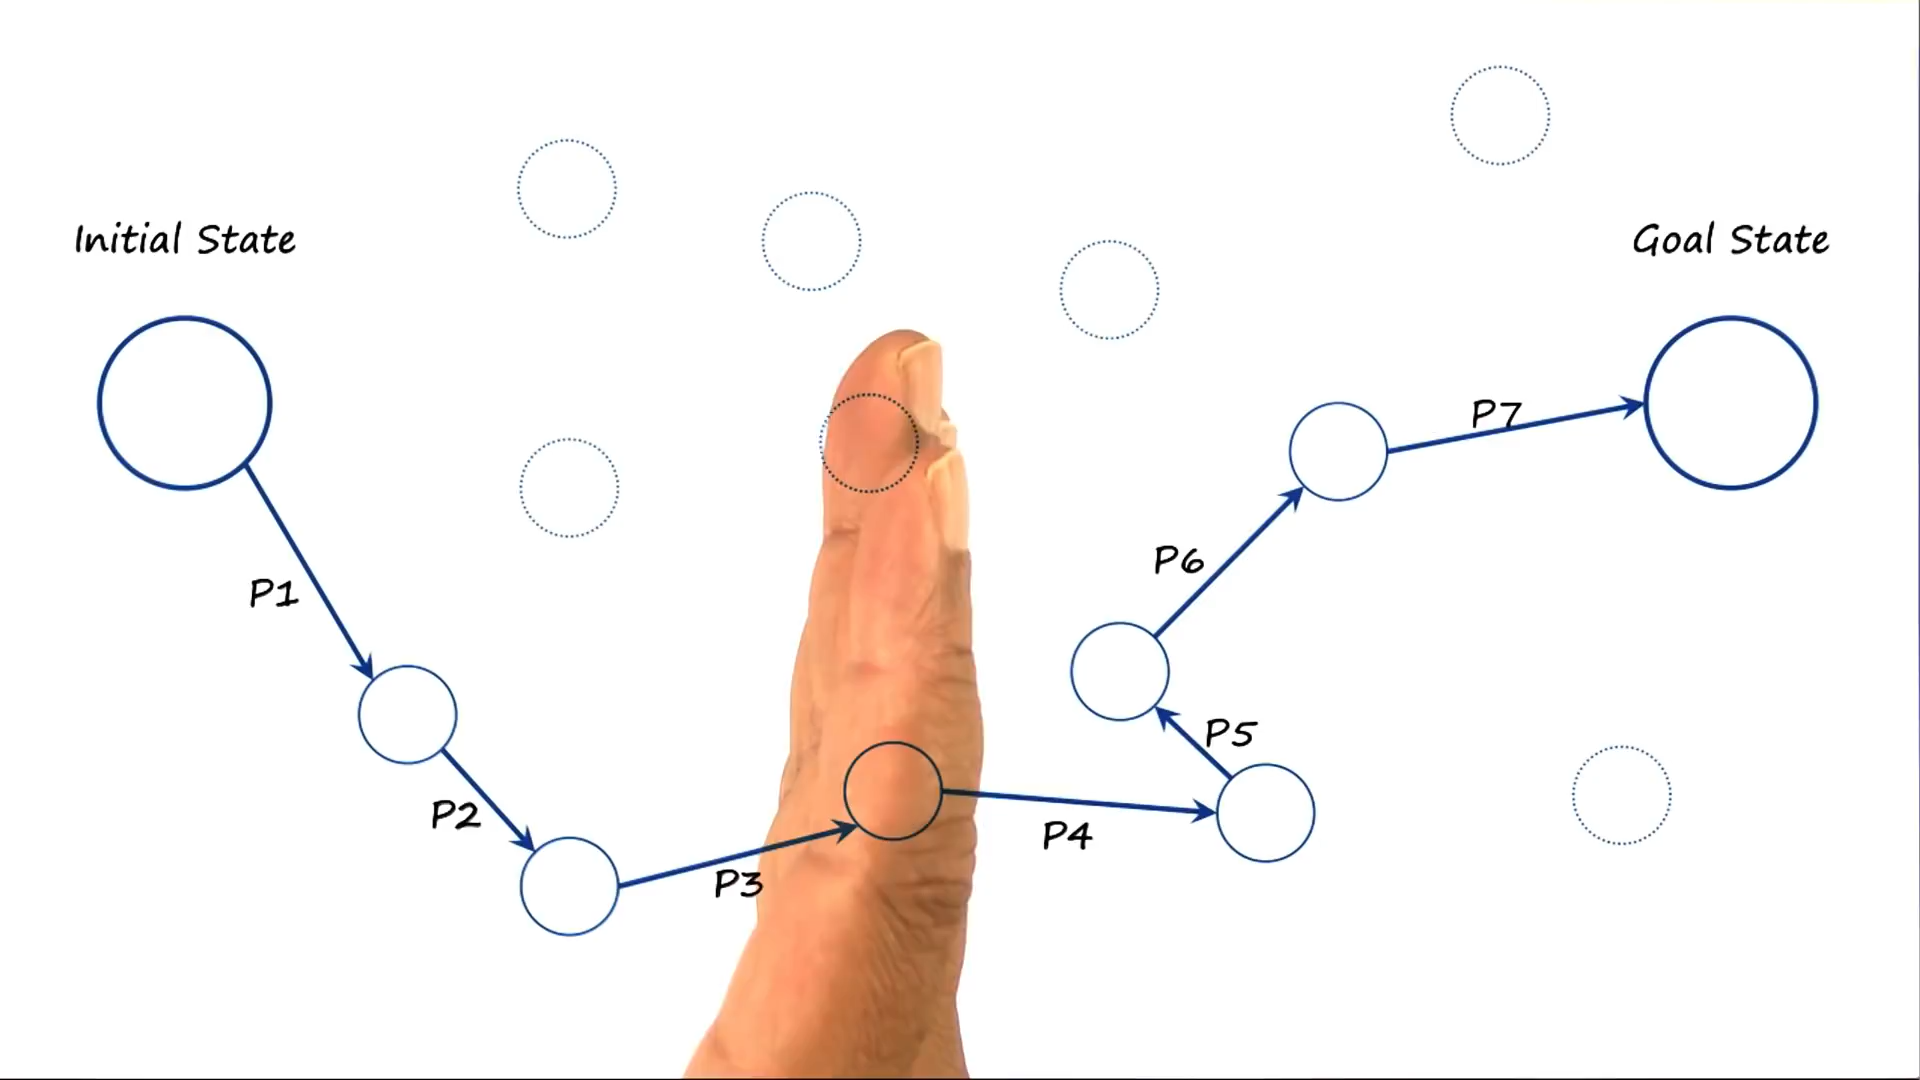 Initial State
Goal State
P1
P2
P3
P4
P5
P6
P7